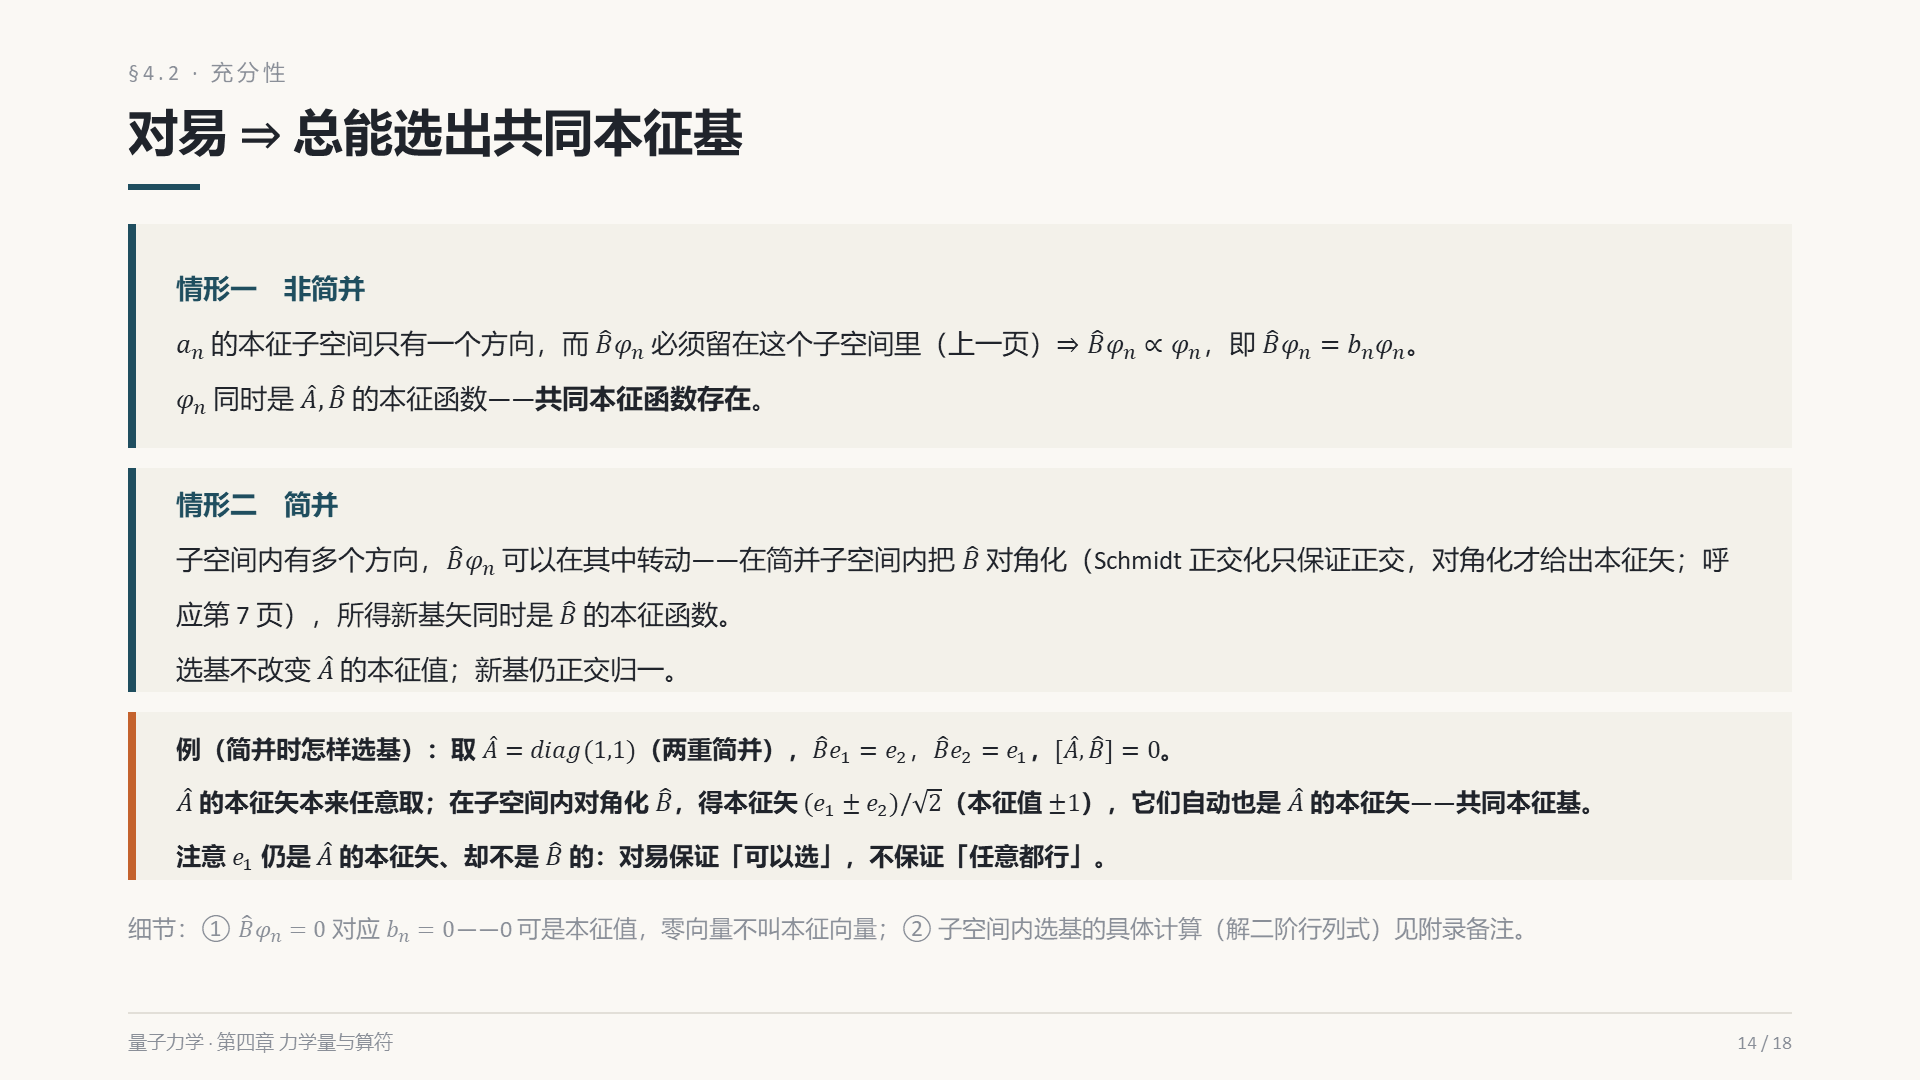 §4.2 · 充分性
对易 ⇒ 总能选出共同本征基
情形一　非简并
aₙ 的本征子空间只有一个方向，而 B̂φₙ 必须留在这个子空间里（上一页）⇒ B̂φₙ ∝ φₙ，即 B̂φₙ = bₙφₙ。
φₙ 同时是 Â, B̂ 的本征函数——共同本征函数存在。
情形二　简并
子空间内有多个方向，B̂φₙ 可以在其中转动——在简并子空间内把 B̂ 对角化（Schmidt 正交化只保证正交，对角化才给出本征矢；呼
应第 7 页），所得新基矢同时是 B̂ 的本征函数。
选基不改变 Â 的本征值；新基仍正交归一。
例（简并时怎样选基）：取 Â = diag(1,1)（两重简并），B̂e₁ = e₂，B̂e₂ = e₁，[Â, B̂] = 0。
Â 的本征矢本来任意取；在子空间内对角化 B̂，得本征矢 (e₁ ± e₂)/√2（本征值 ±1），它们自动也是 Â 的本征矢——共同本征基。
注意 e₁ 仍是 Â 的本征矢、却不是 B̂ 的：对易保证「可以选」，不保证「任意都行」。
细节：① B̂φₙ = 0 对应 bₙ = 0——0 可是本征值，零向量不叫本征向量；② 子空间内选基的具体计算（解二阶行列式）见附录备注。
量子力学 · 第四章 力学量与算符
14 / 18